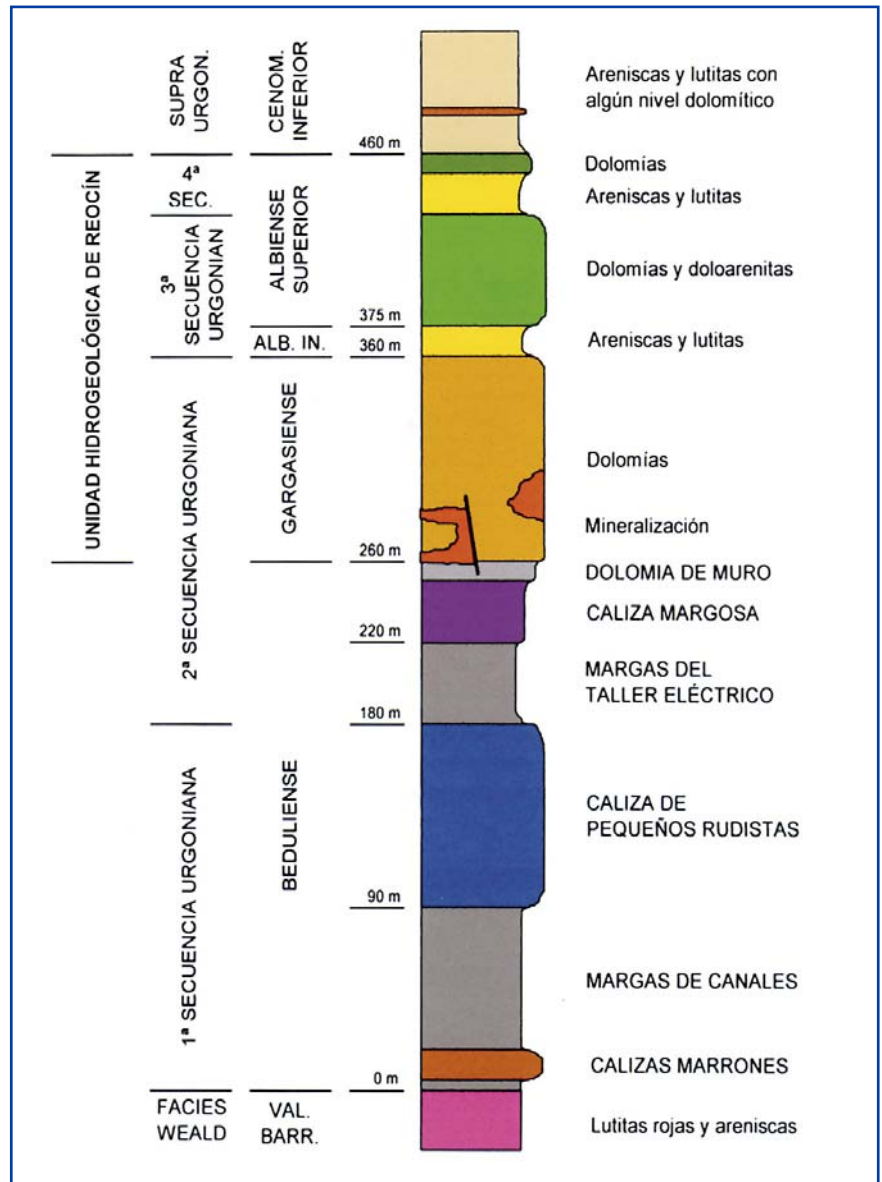 SUPRA
URGON.
CENOM.
INFERIOR
Areniscas y lutitas con
algún nivel dolomítico
460 m
UNIDAD HIDROGEOLÓGICA DE REOCÍN
4ª
SEC.
ALBIENSE
SUPERIOR
Dolomías
Areniscas y lutitas
3ª
SECUENCIA
URGONIAN
Dolomías y doloarenitas
375 m
ALB. IN.
360 m
Areniscas y lutitas
2ª SECUENCIA URGONIANA
GARGASIENSE
Dolomías
Mineralización
260 m
DOLOMIA DE MURO
CALIZA MARGOSA
220 m
MARGAS DEL
TALLER ELÉCTRICO
180 m
1ª SECUENCIA URGONIANA
BEDULIENSE
CALIZA DE
PEQUEÑOS RUDISTAS
90 m
MARGAS DE CANALES
CALIZAS MARRONES
0 m
FACIES
WEALD
VAL.
BARR.
Lutitas rojas y areniscas